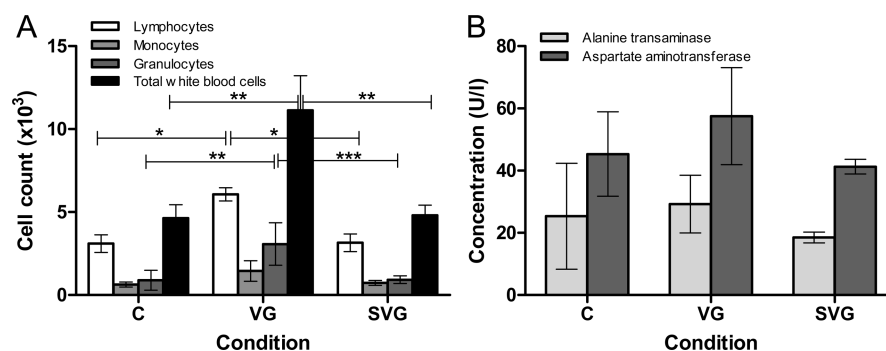 A
Lymphocytes
Monocytes
Granulocytes
Total white blood cells
15
10
5
0
Cell count (x10³)
**
**
*
*
**
***
C
VG
SVG
Condition
B
Alanine transaminase
Aspartate aminotransferase
80
60
40
20
0
Concentration (U/l)
C
VG
SVG
Condition